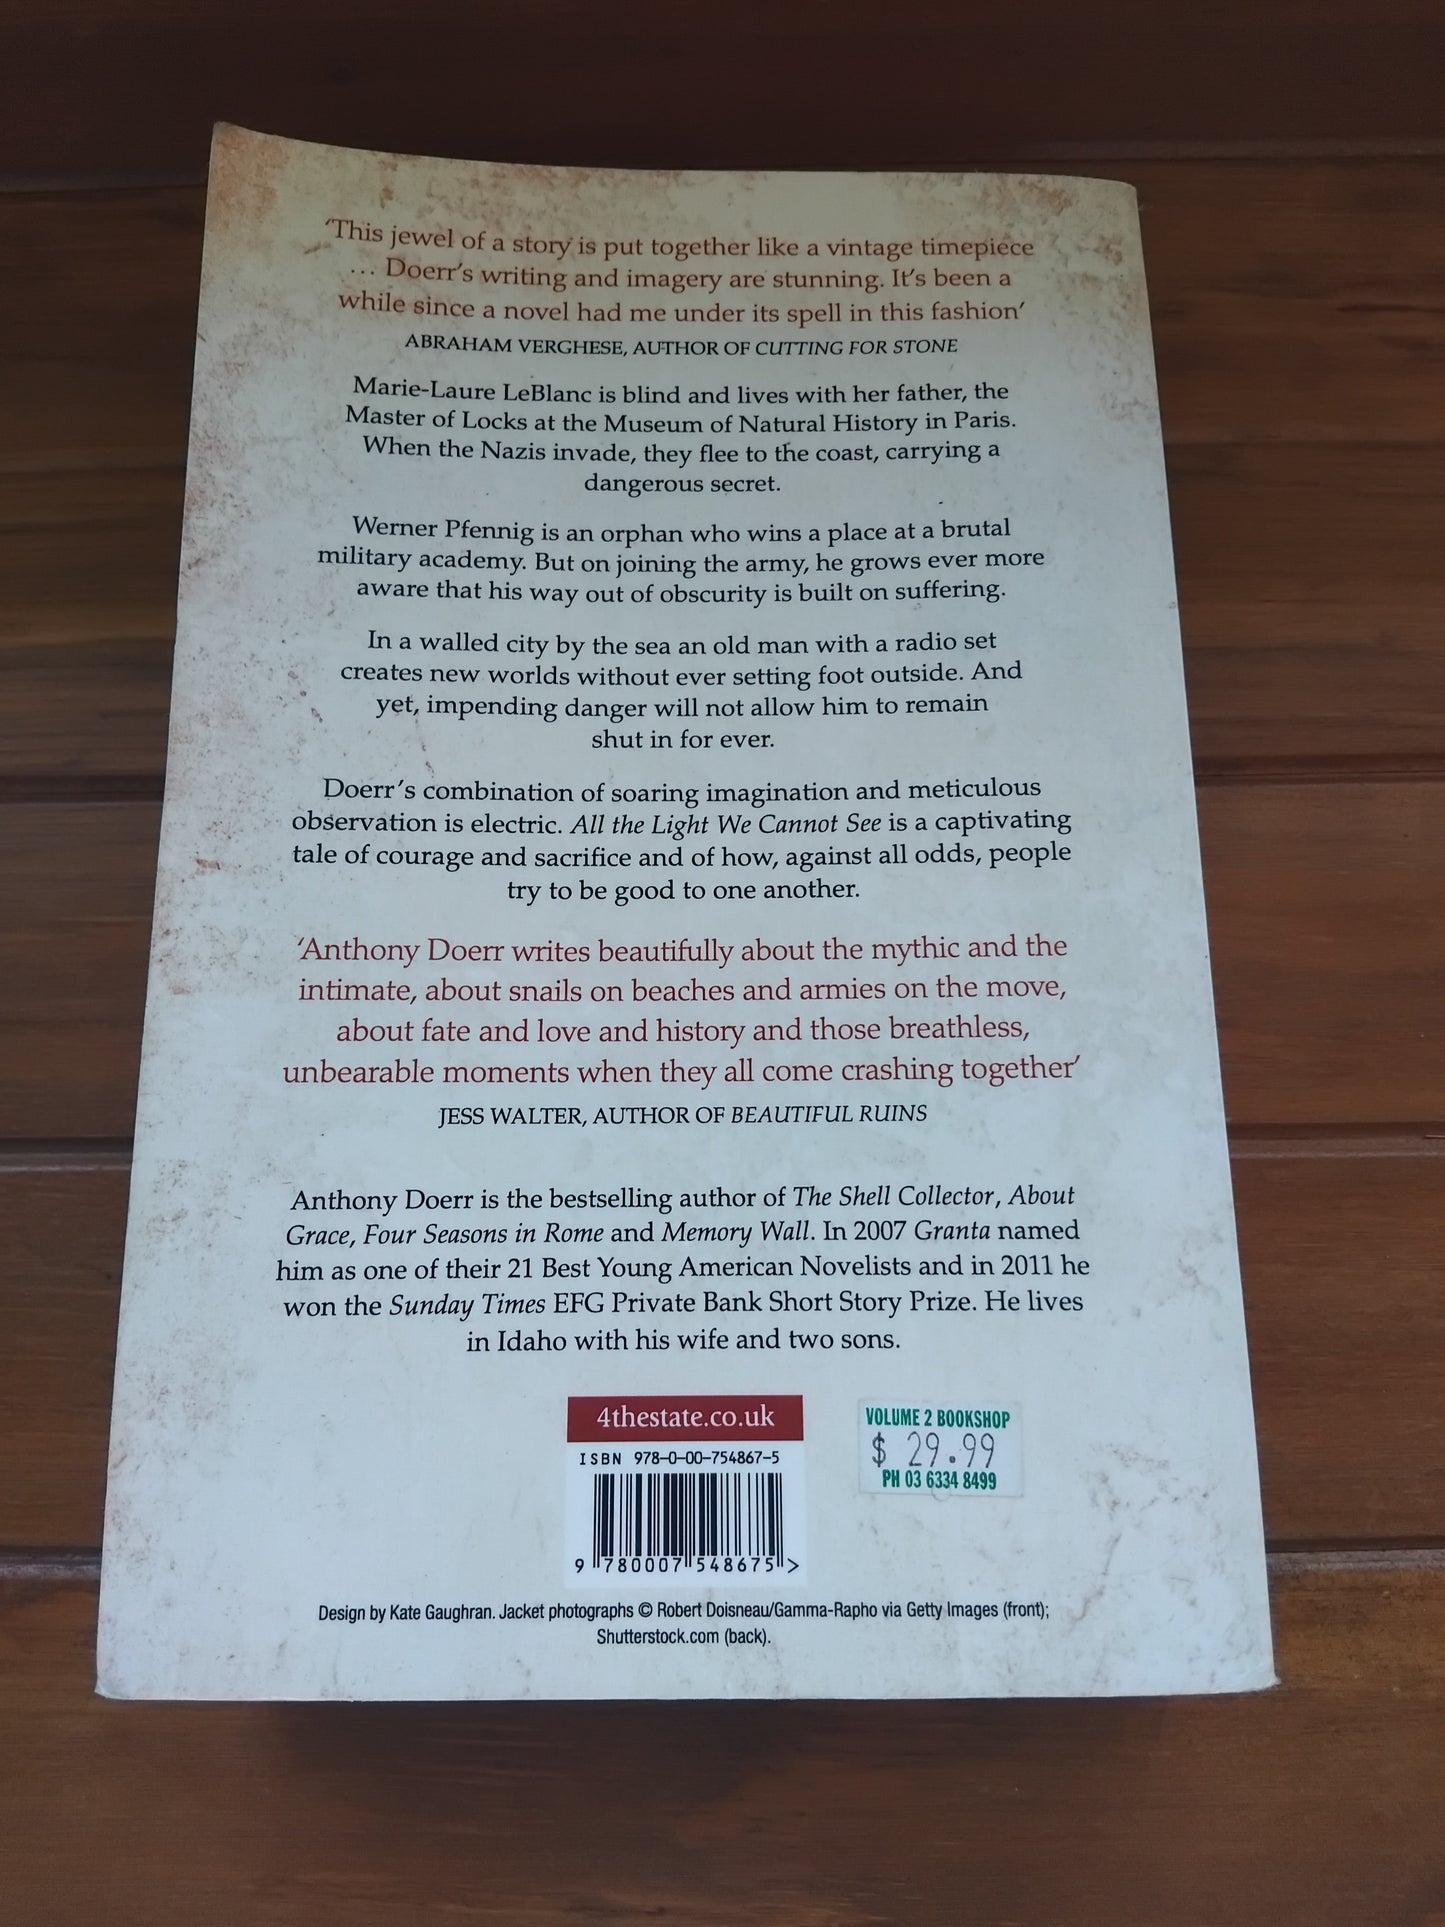 ‘This jewel of a story is put together like a vintage timepiece
... Doerr’s writing and imagery are stunning. It’s been a
while since a novel had me under its spell in this fashion’
ABRAHAM VERGHESE, AUTHOR OF CUTTING FOR STONE
Marie-Laure LeBlanc is blind and lives with her father, the
Master of Locks at the Museum of Natural History in Paris.
When the Nazis invade, they flee to the coast, carrying a
dangerous secret.
Werner Pfennig is an orphan who wins a place at a brutal
military academy. But on joining the army, he grows ever more
aware that his way out of obscurity is built on suffering.
In a walled city by the sea an old man with a radio set
creates new worlds without ever setting foot outside. And
yet, impending danger will not allow him to remain
shut in for ever.
Doerr’s combination of soaring imagination and meticulous
observation is electric. All the Light We Cannot See is a captivating
tale of courage and sacrifice and of how, against all odds, people
try to be good to one another.
‘Anthony Doerr writes beautifully about the mythic and the
intimate, about snails on beaches and armies on the move,
about fate and love and history and those breathless,
unbearable moments when they all come crashing together’
JESS WALTER, AUTHOR OF BEAUTIFUL RUINS
Anthony Doerr is the bestselling author of The Shell Collector, About
Grace, Four Seasons in Rome and Memory Wall. In 2007 Granta named
him as one of their 21 Best Young American Novelists and in 2011 he
won the Sunday Times EFG Private Bank Short Story Prize. He lives
in Idaho with his wife and two sons.
4thestate.co.uk
ISBN 978-0-00-754867-5
9 780007 548675 >
VOLUME 2 BOOKSHOP
$ 29.99
PH 03 6334 8499
Design by Kate Gaughran. Jacket photographs © Robert Doisneau/Gamma-Rapho via Getty Images (front);
Shutterstock.com (back).